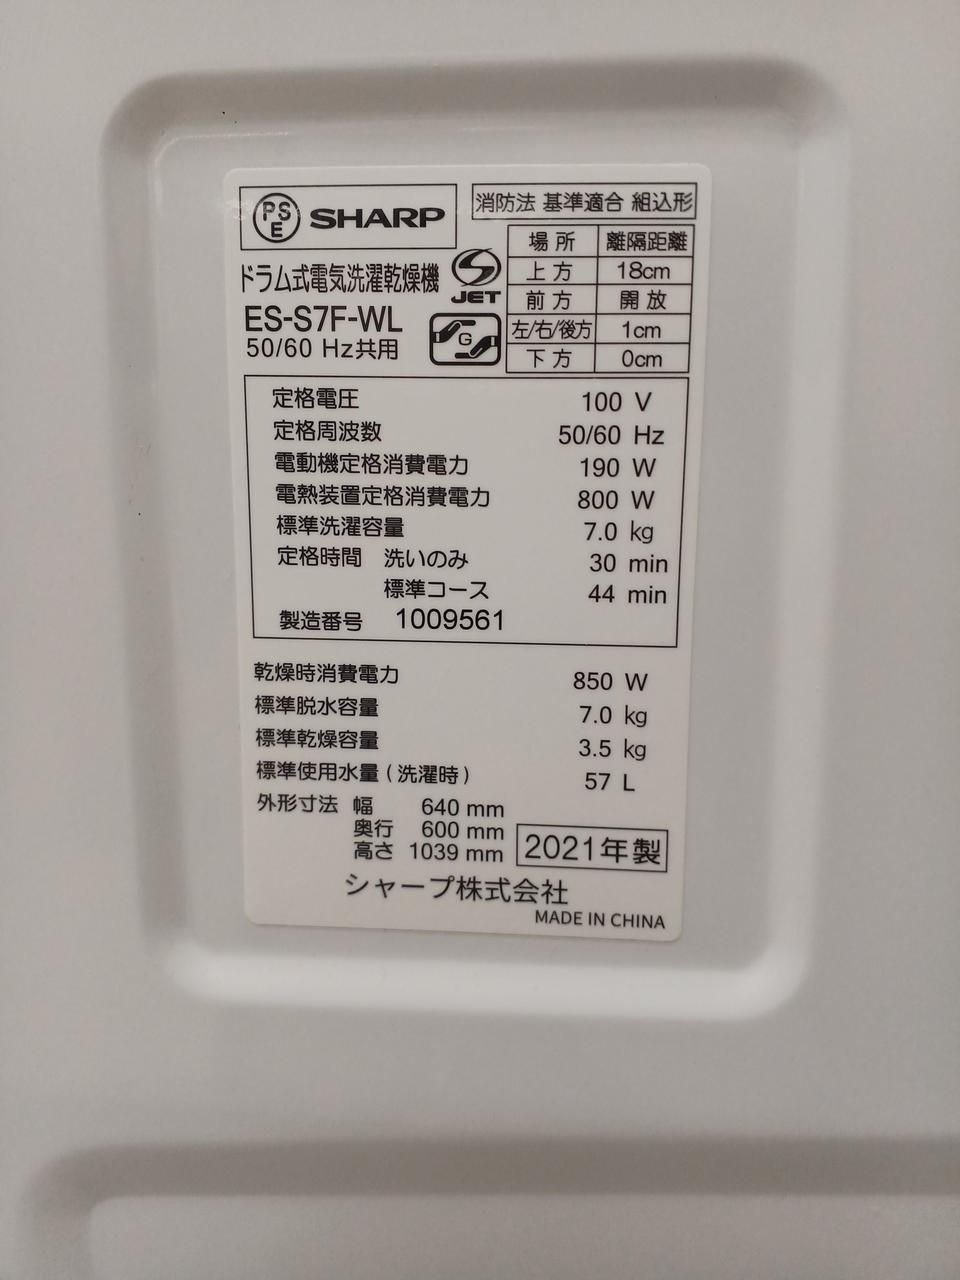 PSE SHARP
消防法 基準適合 組込形
場所 離隔距離
上方 18cm
前方 開放
左/右/後方 1cm
下方 0cm
ドラム式電気洗濯乾燥機
JET
ES-S7F-WL
G
50/60 Hz共用
定格電圧 100 V
定格周波数 50/60 Hz
電動機定格消費電力 190 W
電熱装置定格消費電力 800 W
標準洗濯容量 7.0 kg
定格時間 洗いのみ 30 min
標準コース 44 min
製造番号 1009561
乾燥時消費電力 850 W
標準脱水容量 7.0 kg
標準乾燥容量 3.5 kg
標準使用水量(洗濯時) 57 L
外形寸法 幅 640 mm
奥行 600 mm
高さ 1039 mm
2021年製
シャープ株式会社
MADE IN CHINA